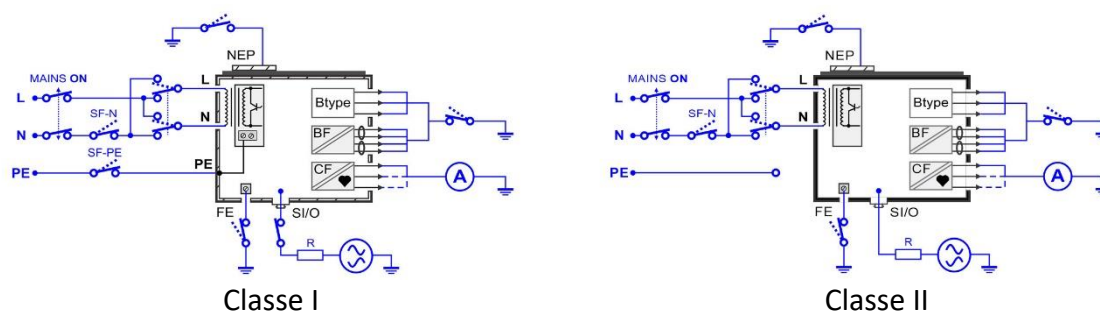 NEP
MAINS ON
L
L
SF-N
N
N
SF-PE
PE
PE
Btype
BF
CF
A
FE
SI/O
R
Classe I
NEP
MAINS ON
L
L
SF-N
N
N
PE
Btype
BF
CF
A
FE
SI/O
R
Classe II